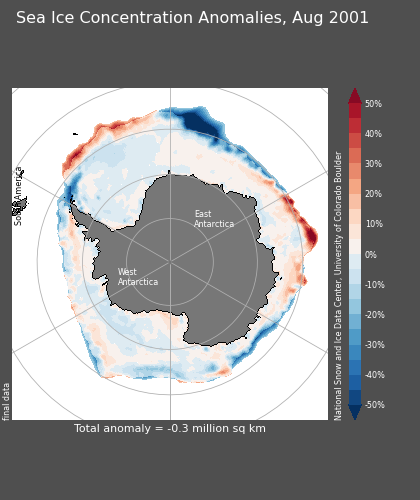 Sea Ice Concentration Anomalies, Aug 2001
South America
East
Antarctica
West
Antarctica
final data
National Snow and Ice Data Center, University of Colorado Boulder
50%
40%
30%
20%
10%
0%
-10%
-20%
-30%
-40%
-50%
Total anomaly = -0.3 million sq km